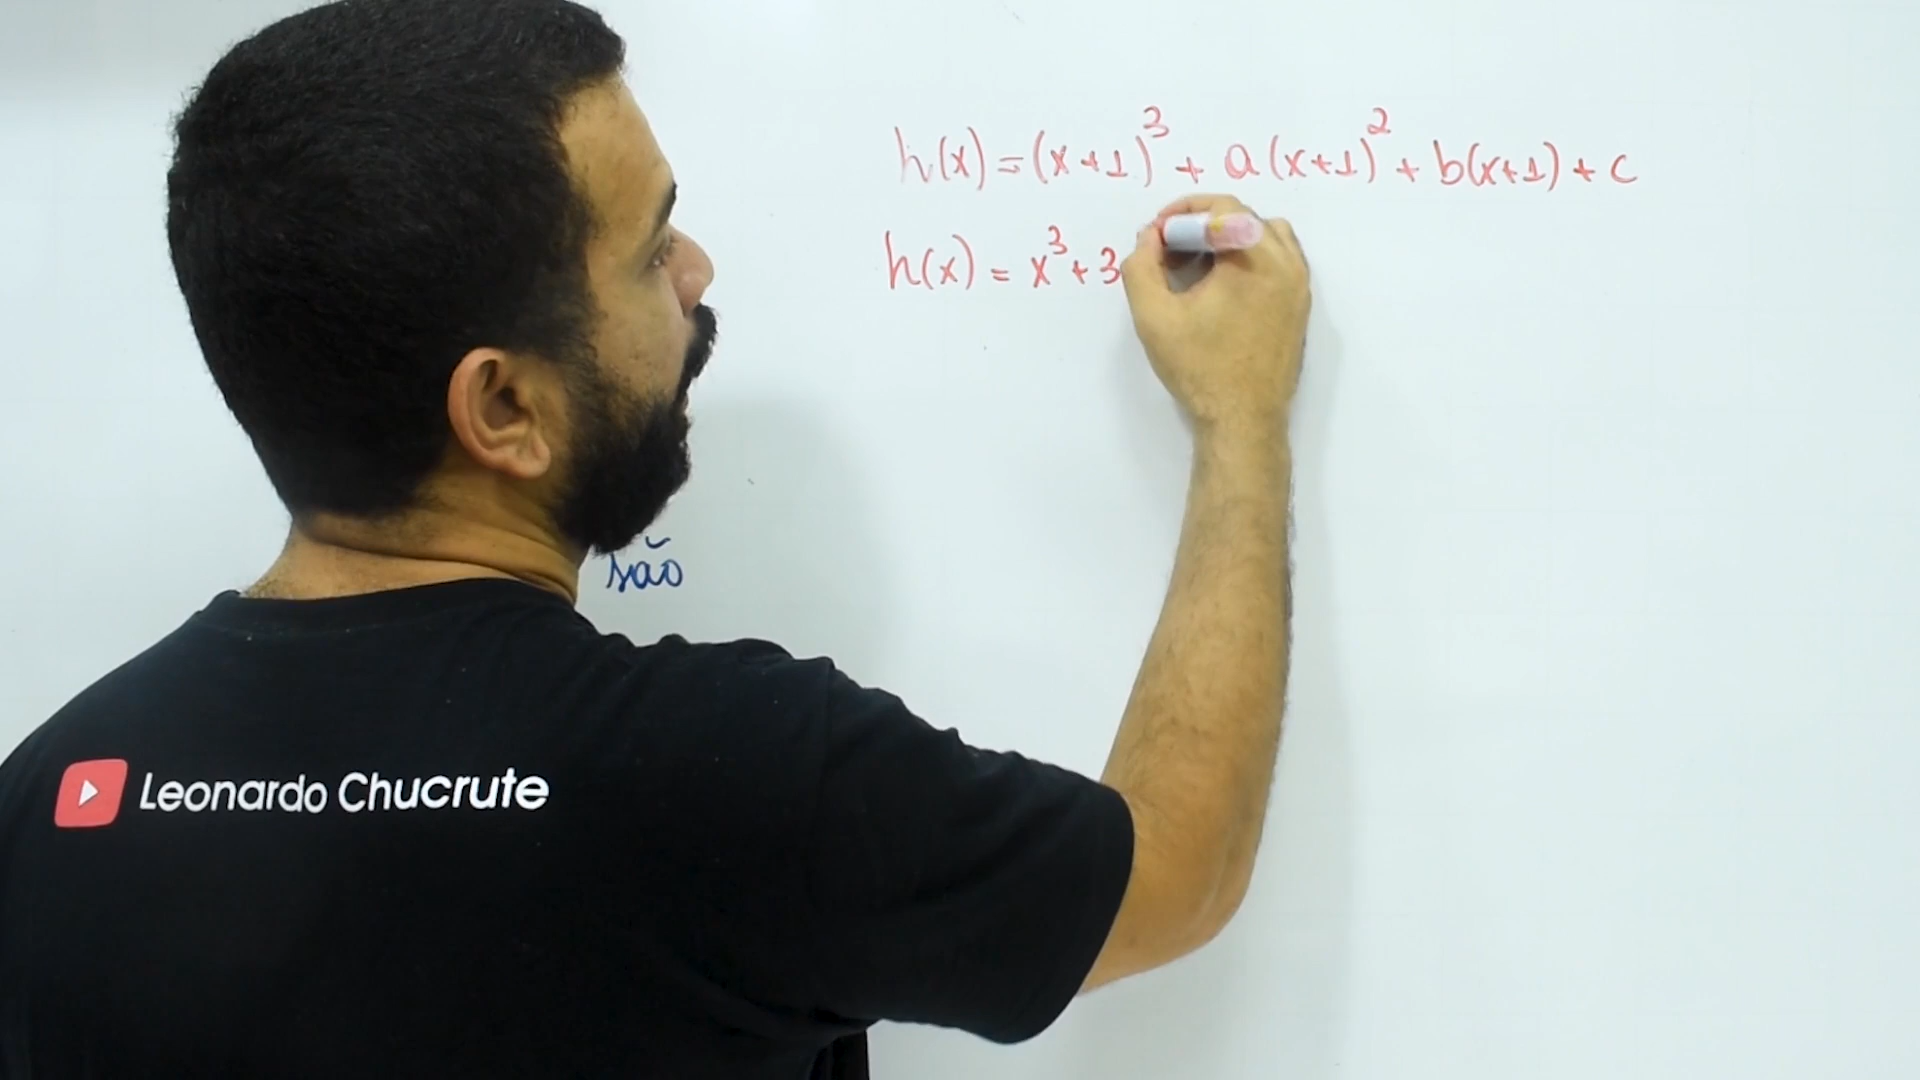 h(x) = (x+1)³ + a(x+1)² + b(x+1) + c
h(x) = x³ + 3
são
Leonardo Chucrute